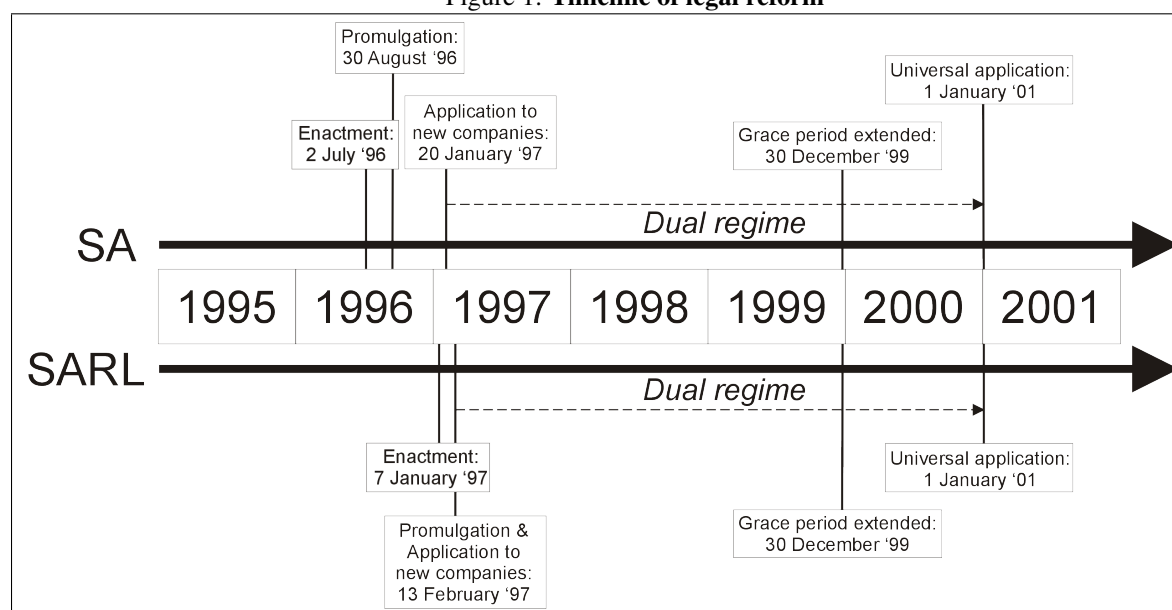 Figure 1: Timeline of legal reform
Promulgation:
30 August ‘96
Universal application:
1 January ‘01
Application to
new companies:
20 January ‘97
Enactment:
2 July ‘96
Grace period extended:
30 December ‘99
Dual regime
SA
1995 1996 1997 1998 1999 2000 2001
SARL
Dual regime
Enactment:
7 January ‘97
Universal application:
1 January ‘01
Promulgation &
Application to
new companies:
13 February ‘97
Grace period extended:
30 December ‘99